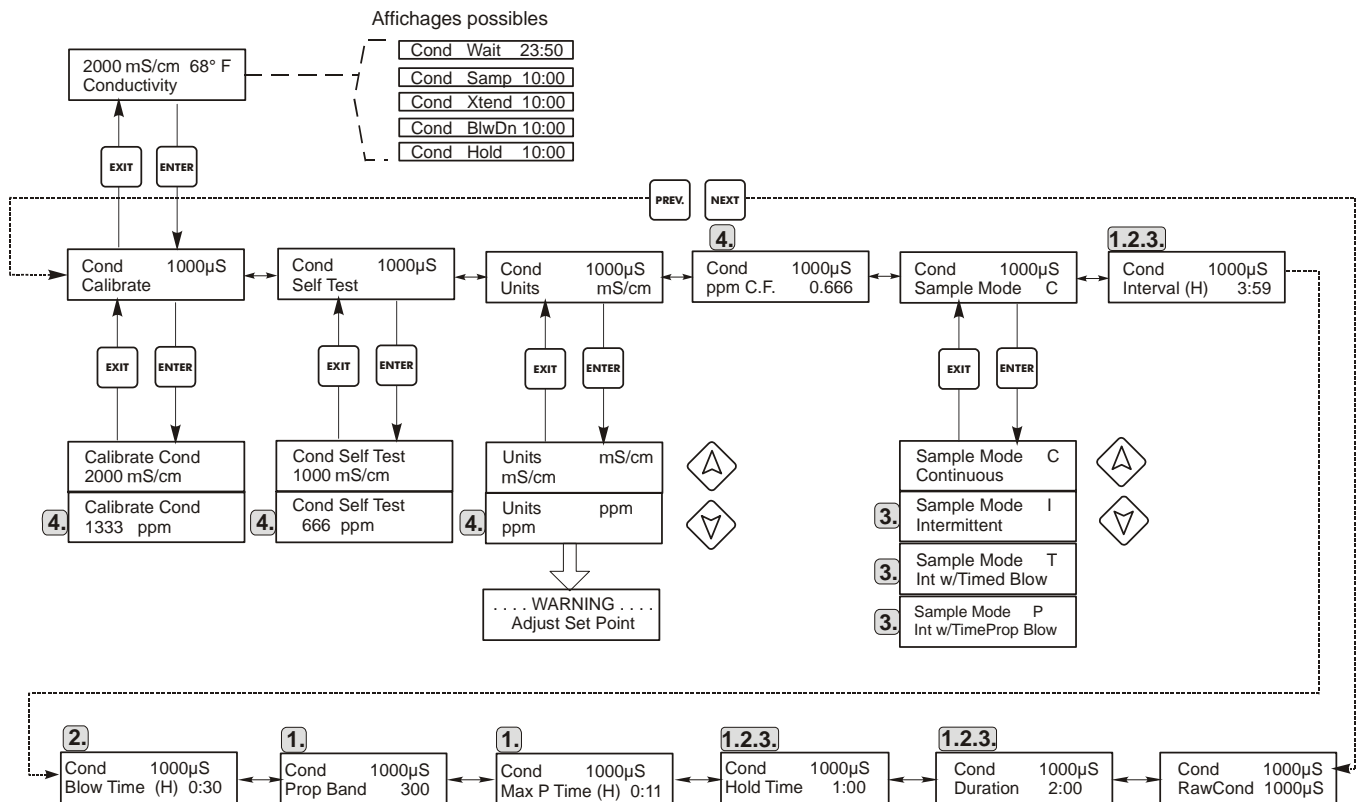 Affichages possibles
2000 mS/cm 68° F
Conductivity
Cond Wait 23:50
Cond Samp 10:00
Cond Xtend 10:00
Cond BlwDn 10:00
Cond Hold 10:00
EXIT
ENTER
PREV.
NEXT
Cond 1000µS
Calibrate
Cond 1000µS
Self Test
Cond 1000µS
Units mS/cm
4.
Cond 1000µS
ppm C.F. 0.666
Cond 1000µS
Sample Mode C
1.2.3.
Cond 1000µS
Interval (H) 3:59
EXIT
ENTER
EXIT
ENTER
EXIT
ENTER
EXIT
ENTER
Calibrate Cond
2000 mS/cm
4.
Calibrate Cond
1333 ppm
Cond Self Test
1000 mS/cm
4.
Cond Self Test
666 ppm
Units mS/cm
mS/cm
4.
Units ppm
ppm
. . . . WARNING . . . .
Adjust Set Point
Sample Mode C
Continuous
3.
Sample Mode I
Intermittent
3.
Sample Mode T
Int w/Timed Blow
3.
Sample Mode P
Int w/TimeProp Blow
2.
Cond 1000µS
Blow Time (H) 0:30
1.
Cond 1000µS
Prop Band 300
1.
Cond 1000µS
Max P Time (H) 0:11
1.2.3.
Cond 1000µS
Hold Time 1:00
1.2.3.
Cond 1000µS
Duration 2:00
Cond 1000µS
RawCond 1000µS